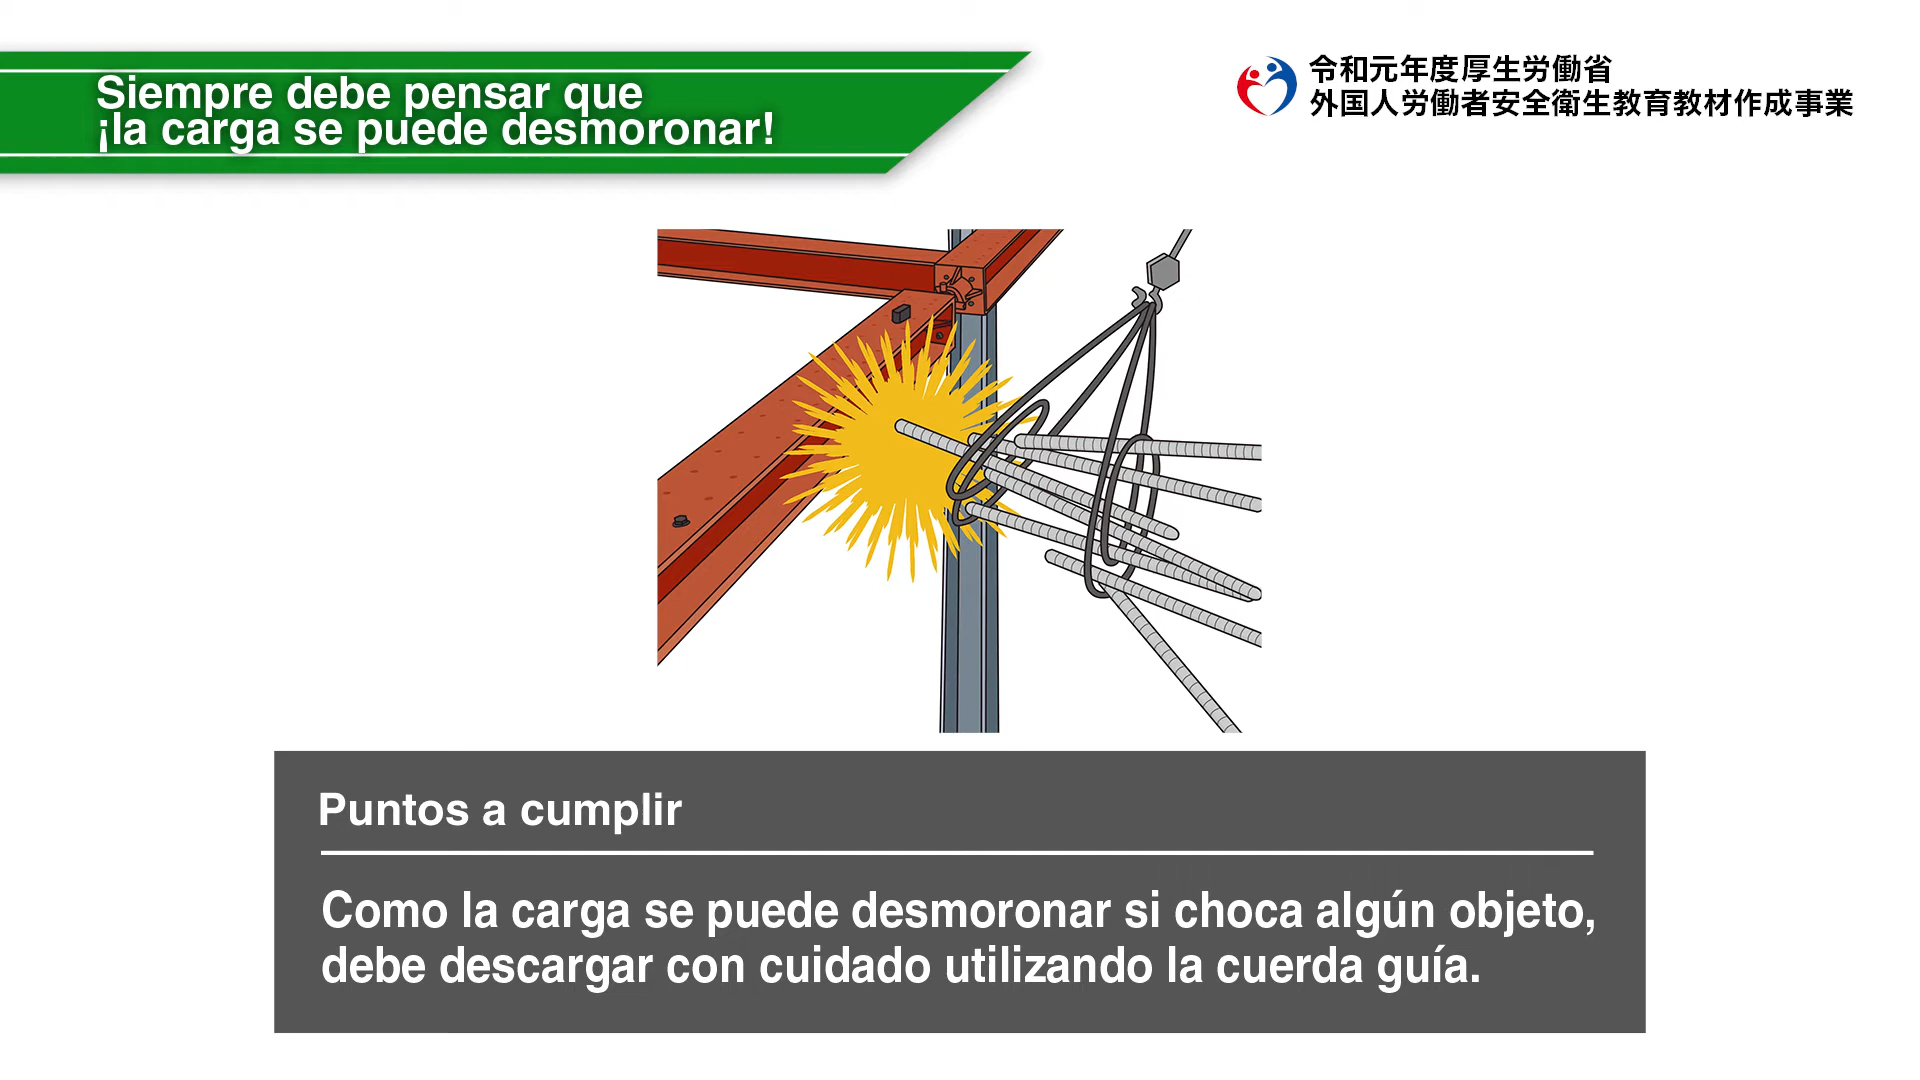 Siempre debe pensar que
¡la carga se puede desmoronar!
令和元年度厚生労働省
外国人労働者安全衛生教育教材作成事業
Puntos a cumplir
Como la carga se puede desmoronar si choca algún objeto,
debe descargar con cuidado utilizando la cuerda guía.